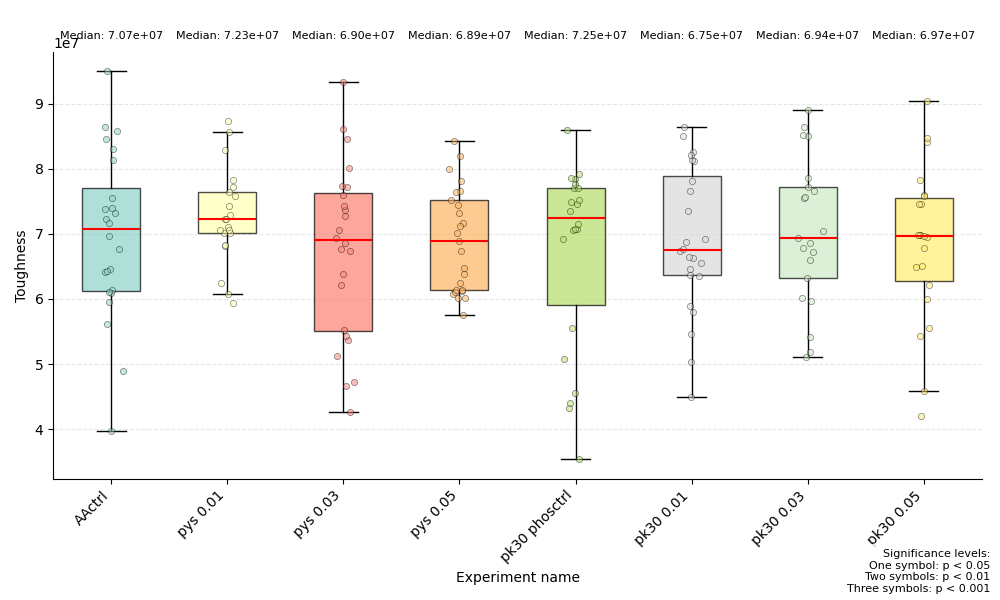 Median: 7.07e+07 Median: 7.23e+07 Median: 6.90e+07 Median: 6.89e+07 Median: 7.25e+07 Median: 6.75e+07 Median: 6.94e+07 Median: 6.97e+07
1e7
9
8
7
6
5
4
Toughness
AActrl pys 0.01 pys 0.03 pys 0.05 pk30 phosctrl pk30 0.01 pk30 0.03 pk30 0.05
Experiment name
Significance levels:
One symbol: p < 0.05
Two symbols: p < 0.01
Three symbols: p < 0.001